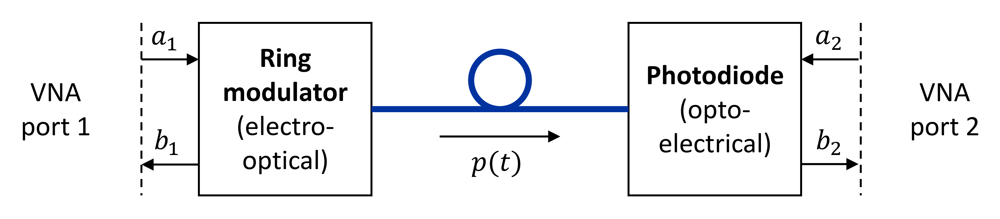 VNA
port 1
a₁
b₁
Ring
modulator
(electro-
optical)
p(t)
Photodiode
(opto-
electrical)
a₂
b₂
VNA
port 2